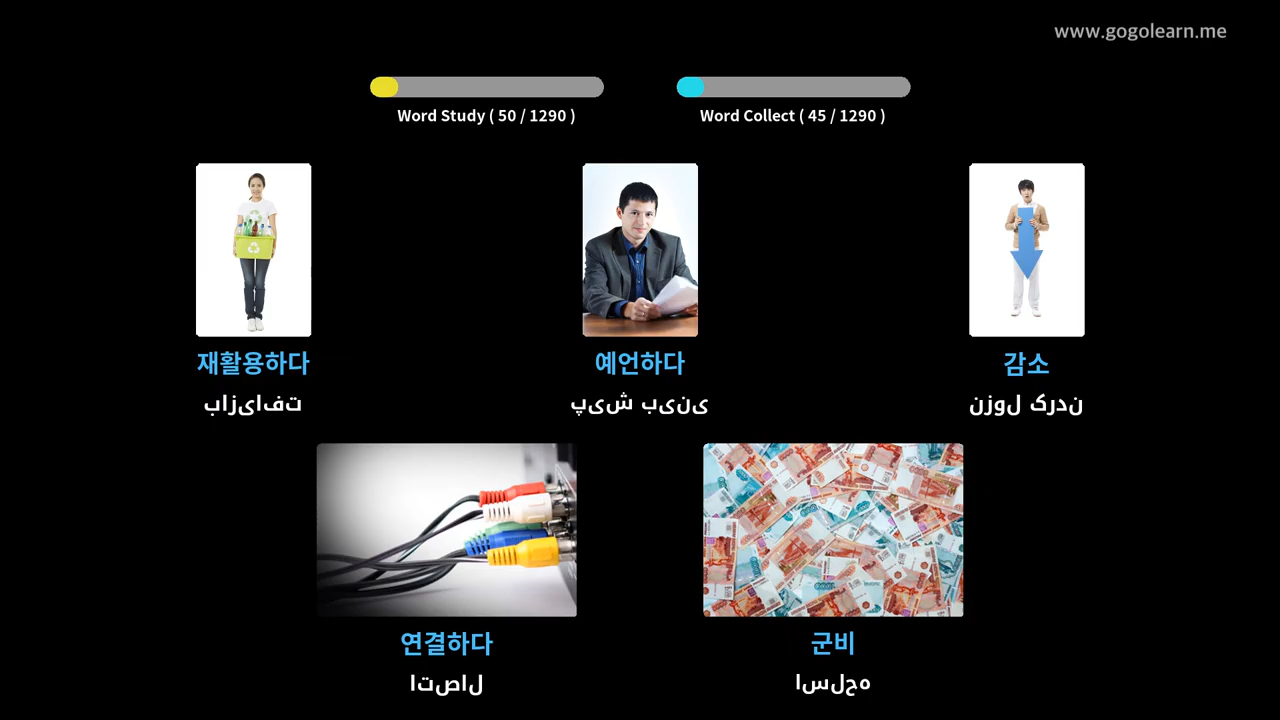 www.gogolearn.me
Word Study ( 50 / 1290 )
Word Collect ( 45 / 1290 )
재활용하다
بازیافت
예언하다
پیش بینی
감소
نزول کردن
연결하다
اتصال
군비
اسلحه